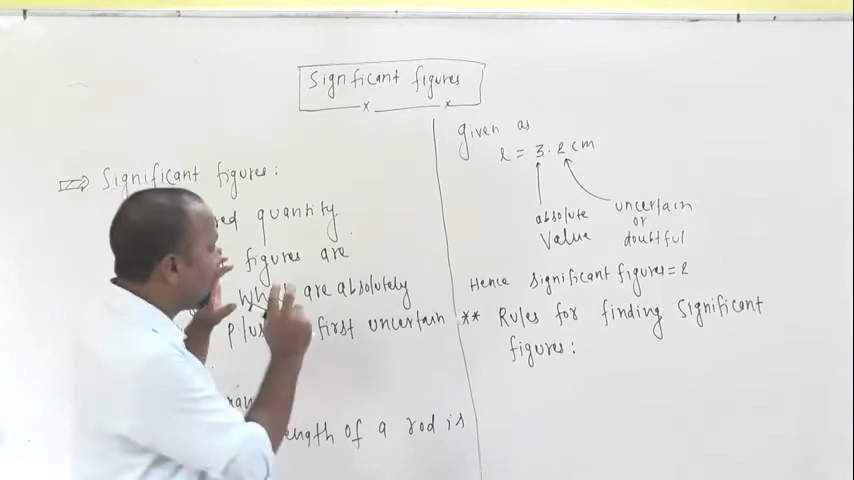 Significant figures
Significant figures:
quantity
figures are
are absolutely
plus first uncertain
length of a rod is
given as
l = 3.2 cm
absolute
value
uncertain
or
doubtful
Hence significant figures = 2
** Rules for finding significant
figures: